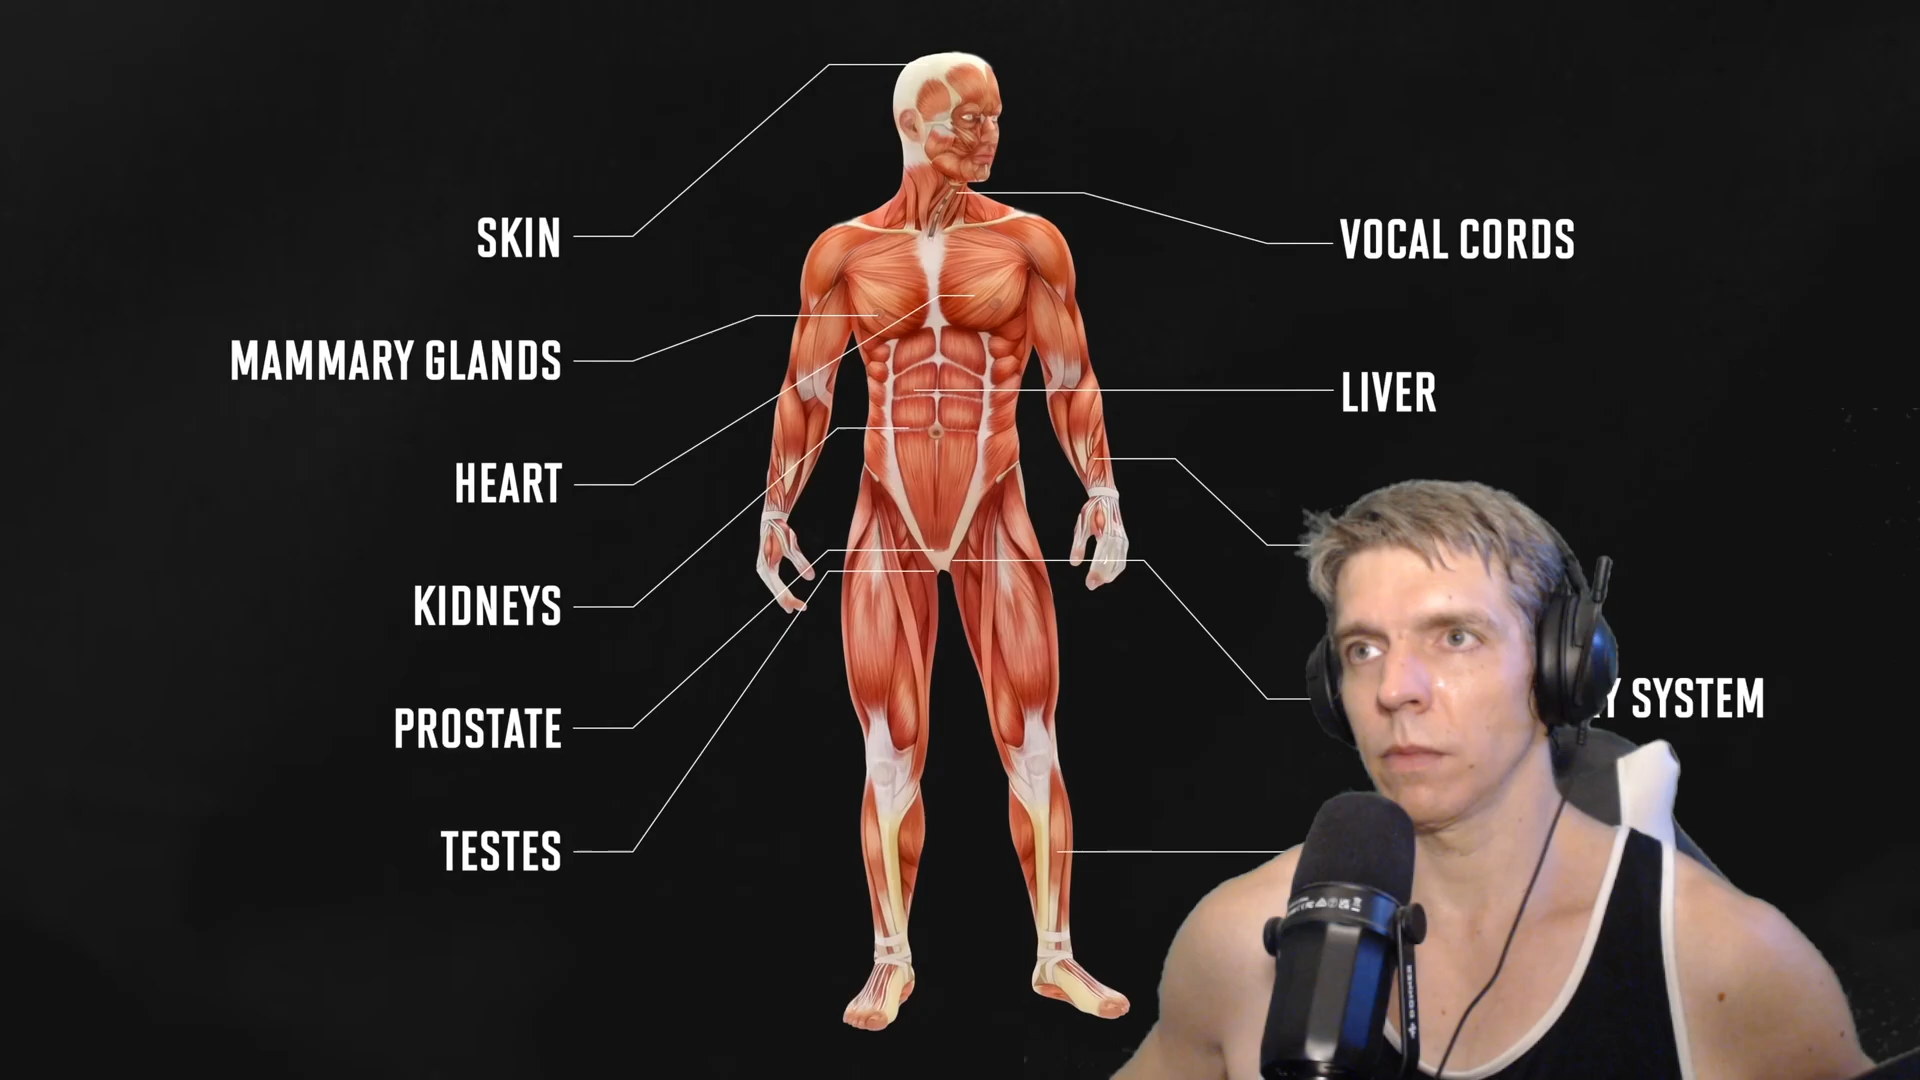 SKIN
VOCAL CORDS
MAMMARY GLANDS
LIVER
HEART
KIDNEYS
SYSTEM
PROSTATE
TESTES